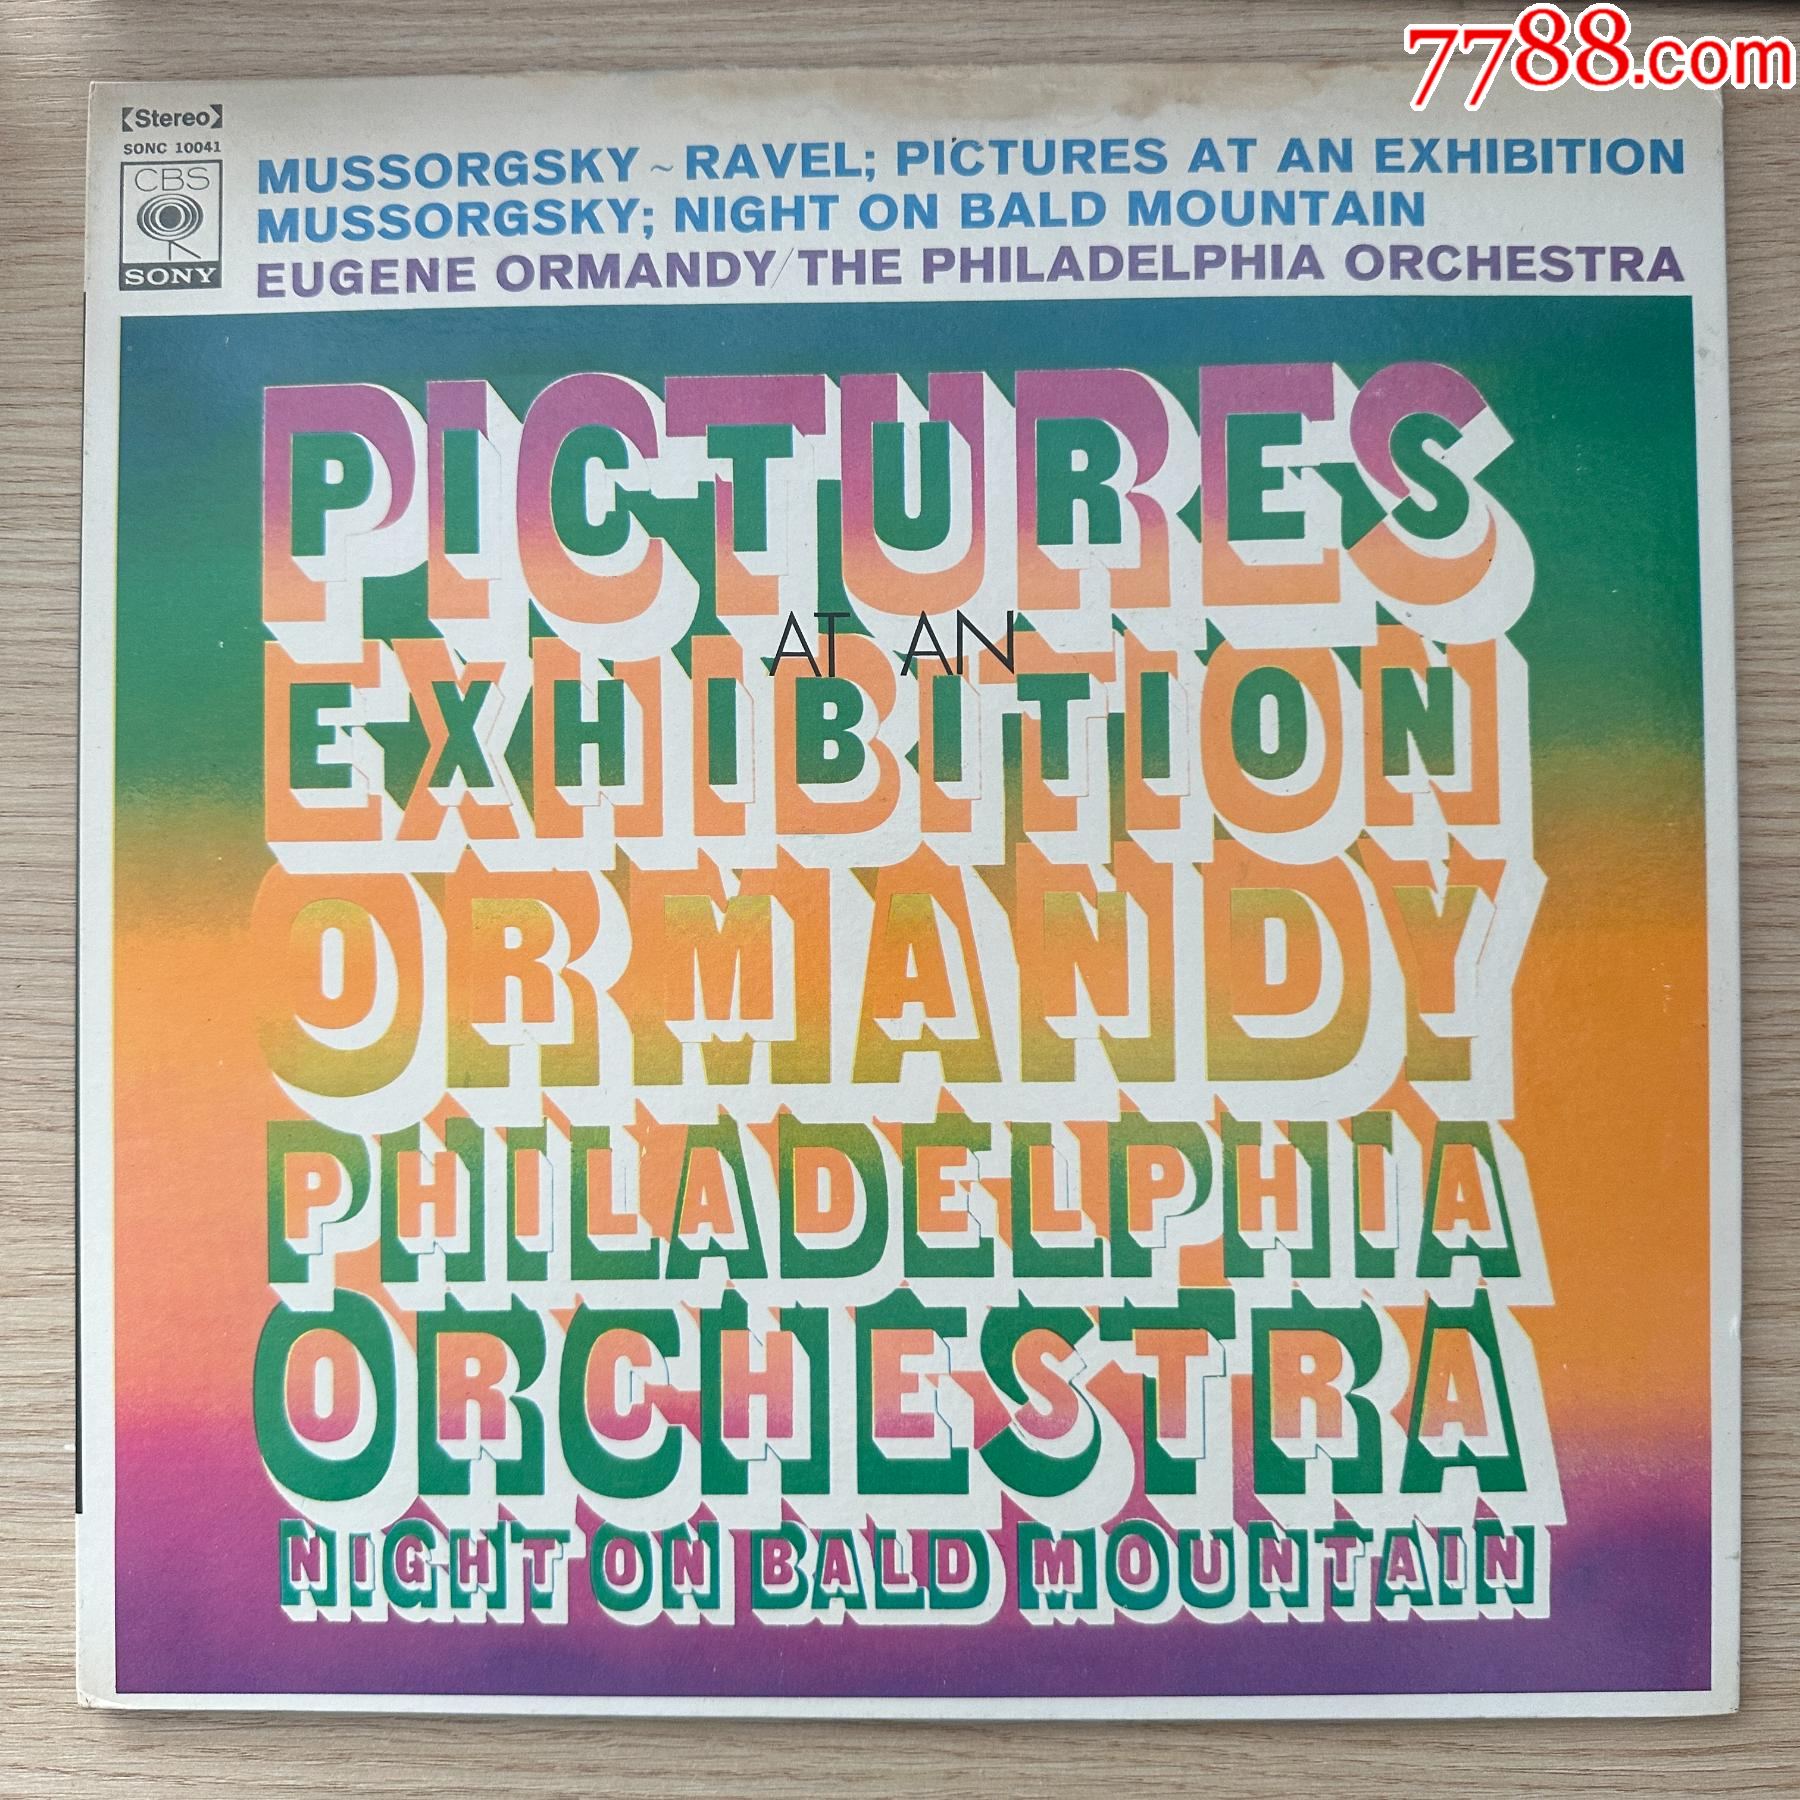 7788.com
【Stereo】
SONC 10041
CBS
SONY
MUSSORGSKY~RAVEL; PICTURES AT AN EXHIBITION
MUSSORGSKY; NIGHT ON BALD MOUNTAIN
EUGENE ORMANDY/THE PHILADELPHIA ORCHESTRA
PICTURES
AT AN
EXHIBITION
ORMANDY
PHILADELPHIA
ORCHESTRA
NIGHT ON BALD MOUNTAIN